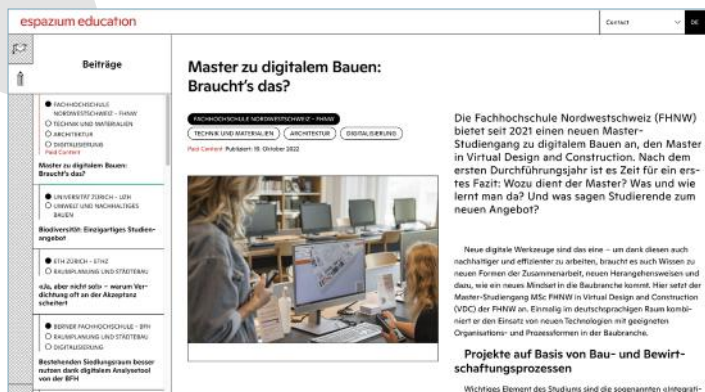 espazium education
Contact
DE
Beiträge
FACHHOCHSCHULE
NORDWESTSCHWEIZ - FHNW
TECHNIK UND MATERIALIEN
ARCHITEKTUR
DIGITALISIERUNG
Paid Content
Master zu digitalem Bauen:
Braucht's das?
UNIVERSITÄT ZÜRICH - UZH
UMWELT UND NACHHALTIGES
BAUEN
Biodiversität: Einzigartiges Studien-
angebot
ETH ZÜRICH - ETHZ
RAUMPLANUNG UND STÄDTEBAU
«Ja, aber nicht so!» – warum Ver-
dichtung oft an der Akzeptanz
scheitert
BERNER FACHHOCHSCHULE - BFH
RAUMPLANUNG UND STÄDTEBAU
DIGITALISIERUNG
Bestehenden Siedlungsraum besser
nutzen dank digitalem Analysetool
von der BFH
Master zu digitalem Bauen:
Braucht's das?
FACHHOCHSCHULE NORDWESTSCHWEIZ - FHNW
TECHNIK UND MATERIALIEN ARCHITEKTUR DIGITALISIERUNG
Paid Content Publiziert: 19. Oktober 2022
Die Fachhochschule Nordwestschweiz (FHNW)
bietet seit 2021 einen neuen Master-
Studiengang zu digitalem Bauen an, den Master
in Virtual Design and Construction. Nach dem
ersten Durchführungsjahr ist es Zeit für ein ers-
tes Fazit: Wozu dient der Master? Was und wie
lernt man da? Und was sagen Studierende zum
neuen Angebot?
Neue digitale Werkzeuge sind das eine – um dank diesen auch
nachhaltiger und effizienter zu arbeiten, braucht es auch Wissen zu
neuen Formen der Zusammenarbeit, neuen Herangehensweisen und
dazu, wie ein neues Mindset in die Baubranche kommt. Hier setzt der
Master-Studiengang MSc FHNW in Virtual Design and Construction
(VDC) der FHNW an. Einmalig im deutschsprachigen Raum kombi-
niert er den Einsatz von neuen Technologien mit geeigneten
Organisations- und Prozessformen in der Baubranche.
Projekte auf Basis von Bau- und Bewirt-
schaftungsprozessen
Wichtiges Element des Studiums sind die sogenannten «Integrati-